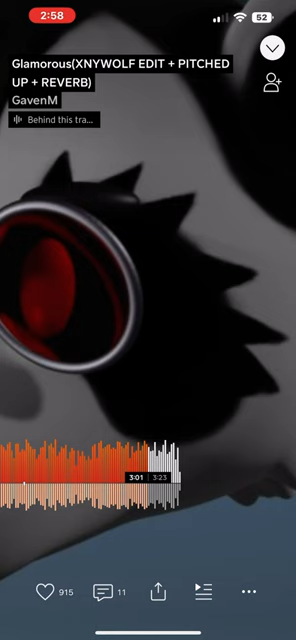 2:58
52
Glamorous(XNYWOLF EDIT + PITCHED
UP + REVERB)
GavenM
Behind this tra...
3:01 3:23
915
11